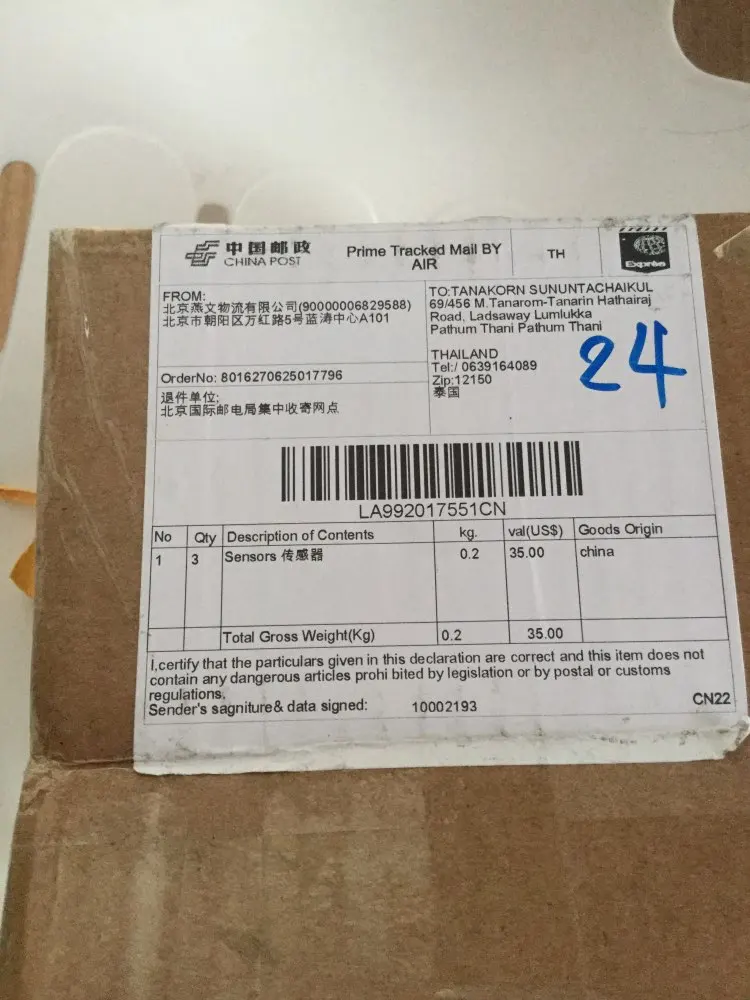 中国邮政
CHINA POST
Prime Tracked Mail BY
AIR
TH
Express
FROM:
北京燕文物流有限公司(90000006829588)
北京市朝阳区万红路5号蓝涛中心A101
TO:TANAKORN SUNUNTACHAIKUL
69/456 M.Tanarom-Tanarin Hathairaj
Road, Ladsaway Lumlukka
Pathum Thani Pathum Thani
THAILAND
Tel:/ 0639164089
Zip:12150
泰国
24
OrderNo: 8016270625017796
退件单位:
北京国际邮电局集中收寄网点
LA992017551CN
No Qty Description of Contents kg. val(US$) Goods Origin
1 3 Sensors 传感器 0.2 35.00 china
Total Gross Weight(Kg) 0.2 35.00
I,certify that the particulars given in this declaration are correct and this item does not
contain any dangerous articles prohi bited by legislation or by postal or customs
regulations.
Sender's sagniture& data signed: 10002193
CN22